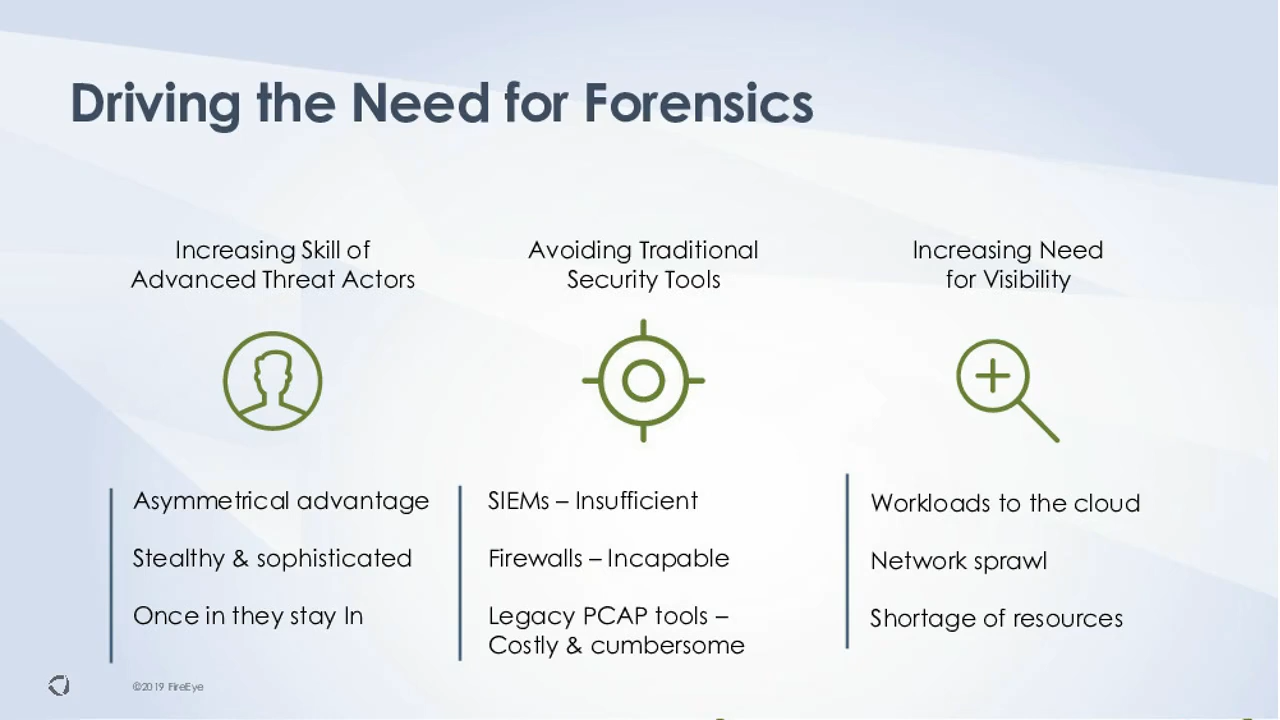 Driving the Need for Forensics
Increasing Skill of
Advanced Threat Actors
Asymmetrical advantage
Stealthy & sophisticated
Once in they stay In
Avoiding Traditional
Security Tools
SIEMs – Insufficient
Firewalls – Incapable
Legacy PCAP tools –
Costly & cumbersome
Increasing Need
for Visibility
Workloads to the cloud
Network sprawl
Shortage of resources
©2019 FireEye